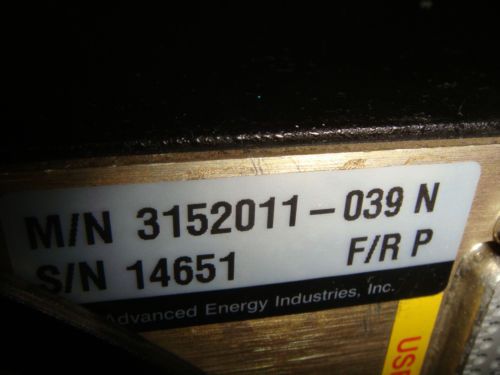 M/N 3152011-039 N
S/N 14651 F/R P
Advanced Energy Industries, Inc.